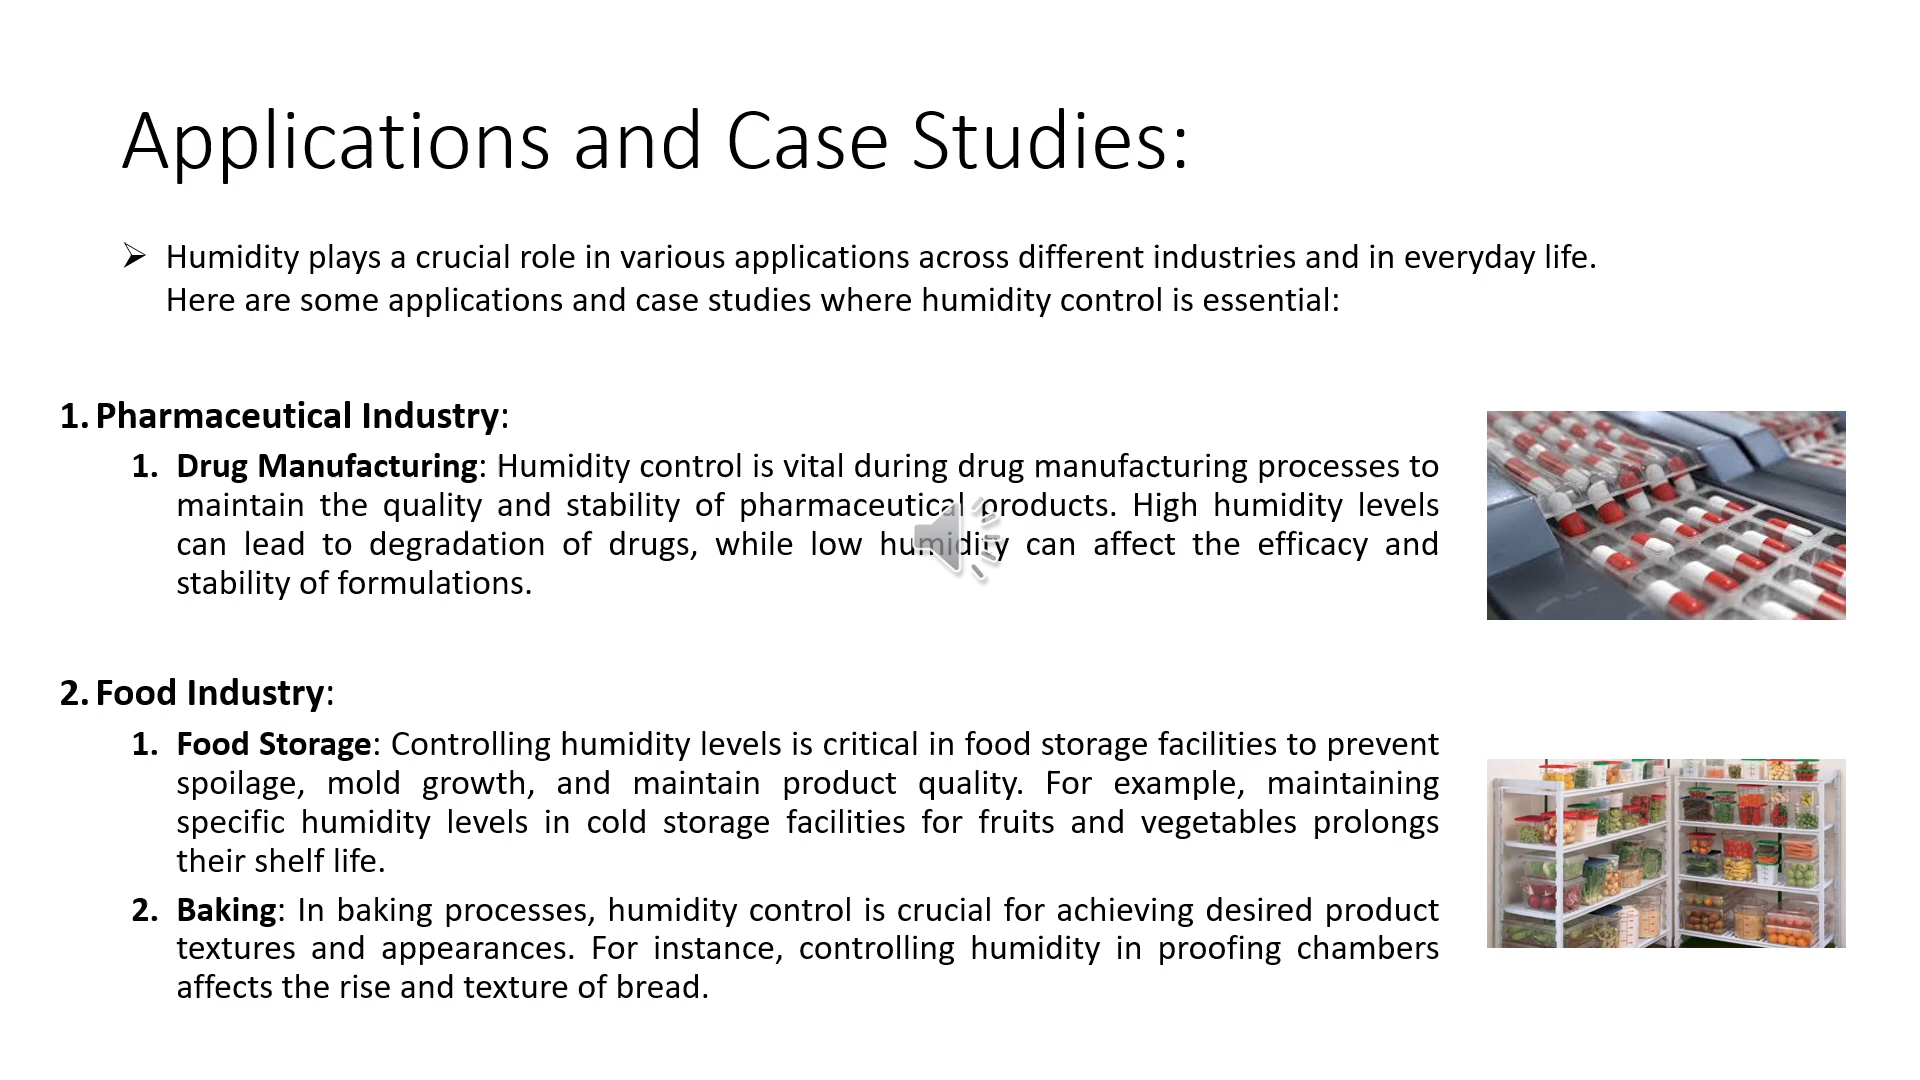 Applications and Case Studies:
➢ Humidity plays a crucial role in various applications across different industries and in everyday life.
Here are some applications and case studies where humidity control is essential:
1. Pharmaceutical Industry:
1. Drug Manufacturing: Humidity control is vital during drug manufacturing processes to
maintain the quality and stability of pharmaceutical products. High humidity levels
can lead to degradation of drugs, while low humidity can affect the efficacy and
stability of formulations.
2. Food Industry:
1. Food Storage: Controlling humidity levels is critical in food storage facilities to prevent
spoilage, mold growth, and maintain product quality. For example, maintaining
specific humidity levels in cold storage facilities for fruits and vegetables prolongs
their shelf life.
2. Baking: In baking processes, humidity control is crucial for achieving desired product
textures and appearances. For instance, controlling humidity in proofing chambers
affects the rise and texture of bread.